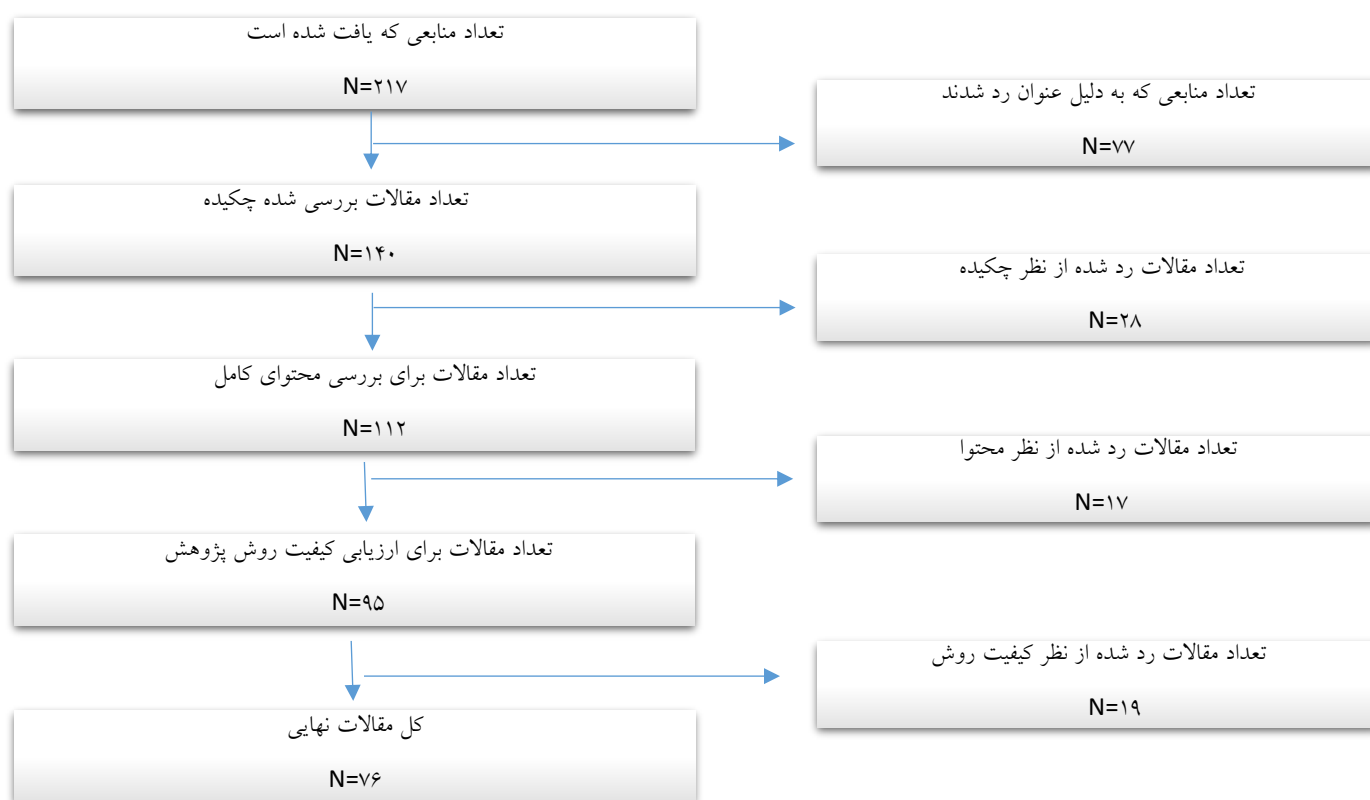 تعداد منابعی که یافت شده است
N=۲۱۷
تعداد منابعی که به دلیل عنوان رد شدند
N=۷۷
تعداد مقالات بررسی شده چکیده
N=۱۴۰
تعداد مقالات رد شده از نظر چکیده
N=۲۸
تعداد مقالات برای بررسی محتوای کامل
N=۱۱۲
تعداد مقالات رد شده از نظر محتوا
N=۱۷
تعداد مقالات برای ارزیابی کیفیت روش پژوهش
N=۹۵
تعداد مقالات رد شده از نظر کیفیت روش
N=۱۹
کل مقالات نهایی
N=۷۶